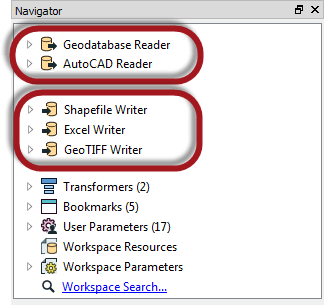 Navigator
Geodatabase Reader
AutoCAD Reader
Shapefile Writer
Excel Writer
GeoTIFF Writer
Transformers (2)
Bookmarks (5)
User Parameters (17)
Workspace Resources
Workspace Parameters
Workspace Search...